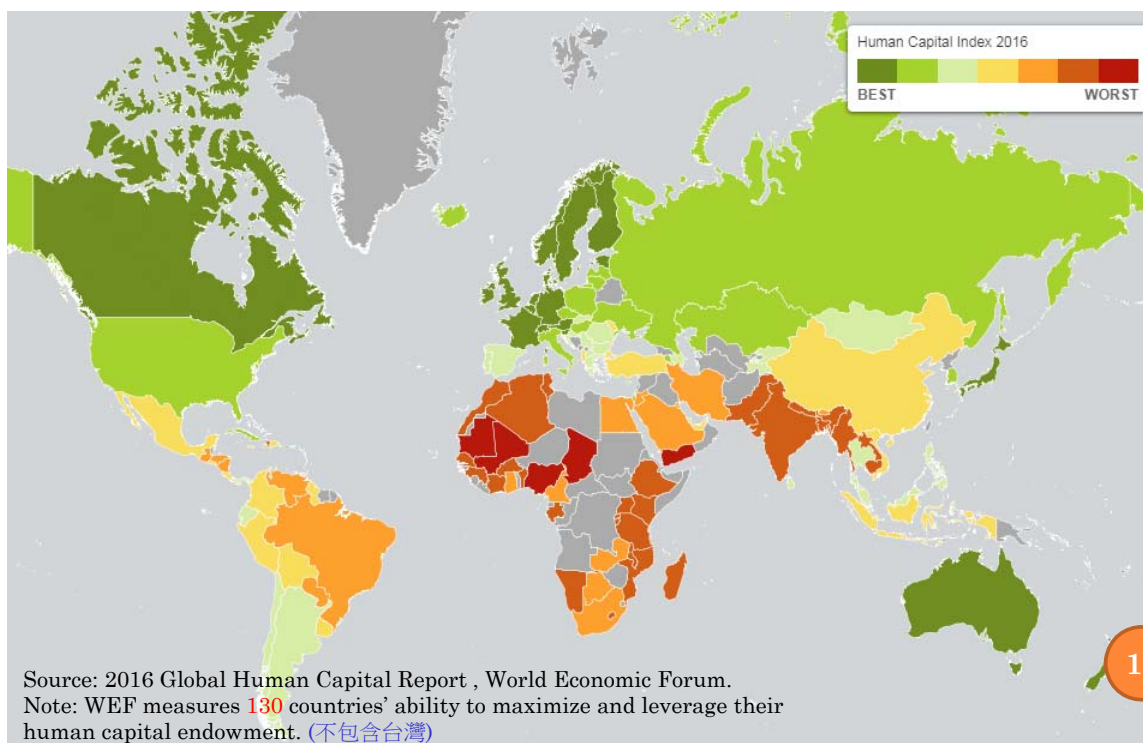 Human Capital Index 2016
BEST WORST
1
Source: 2016 Global Human Capital Report , World Economic Forum.
Note: WEF measures 130 countries’ ability to maximize and leverage their
human capital endowment. (不包含台灣)